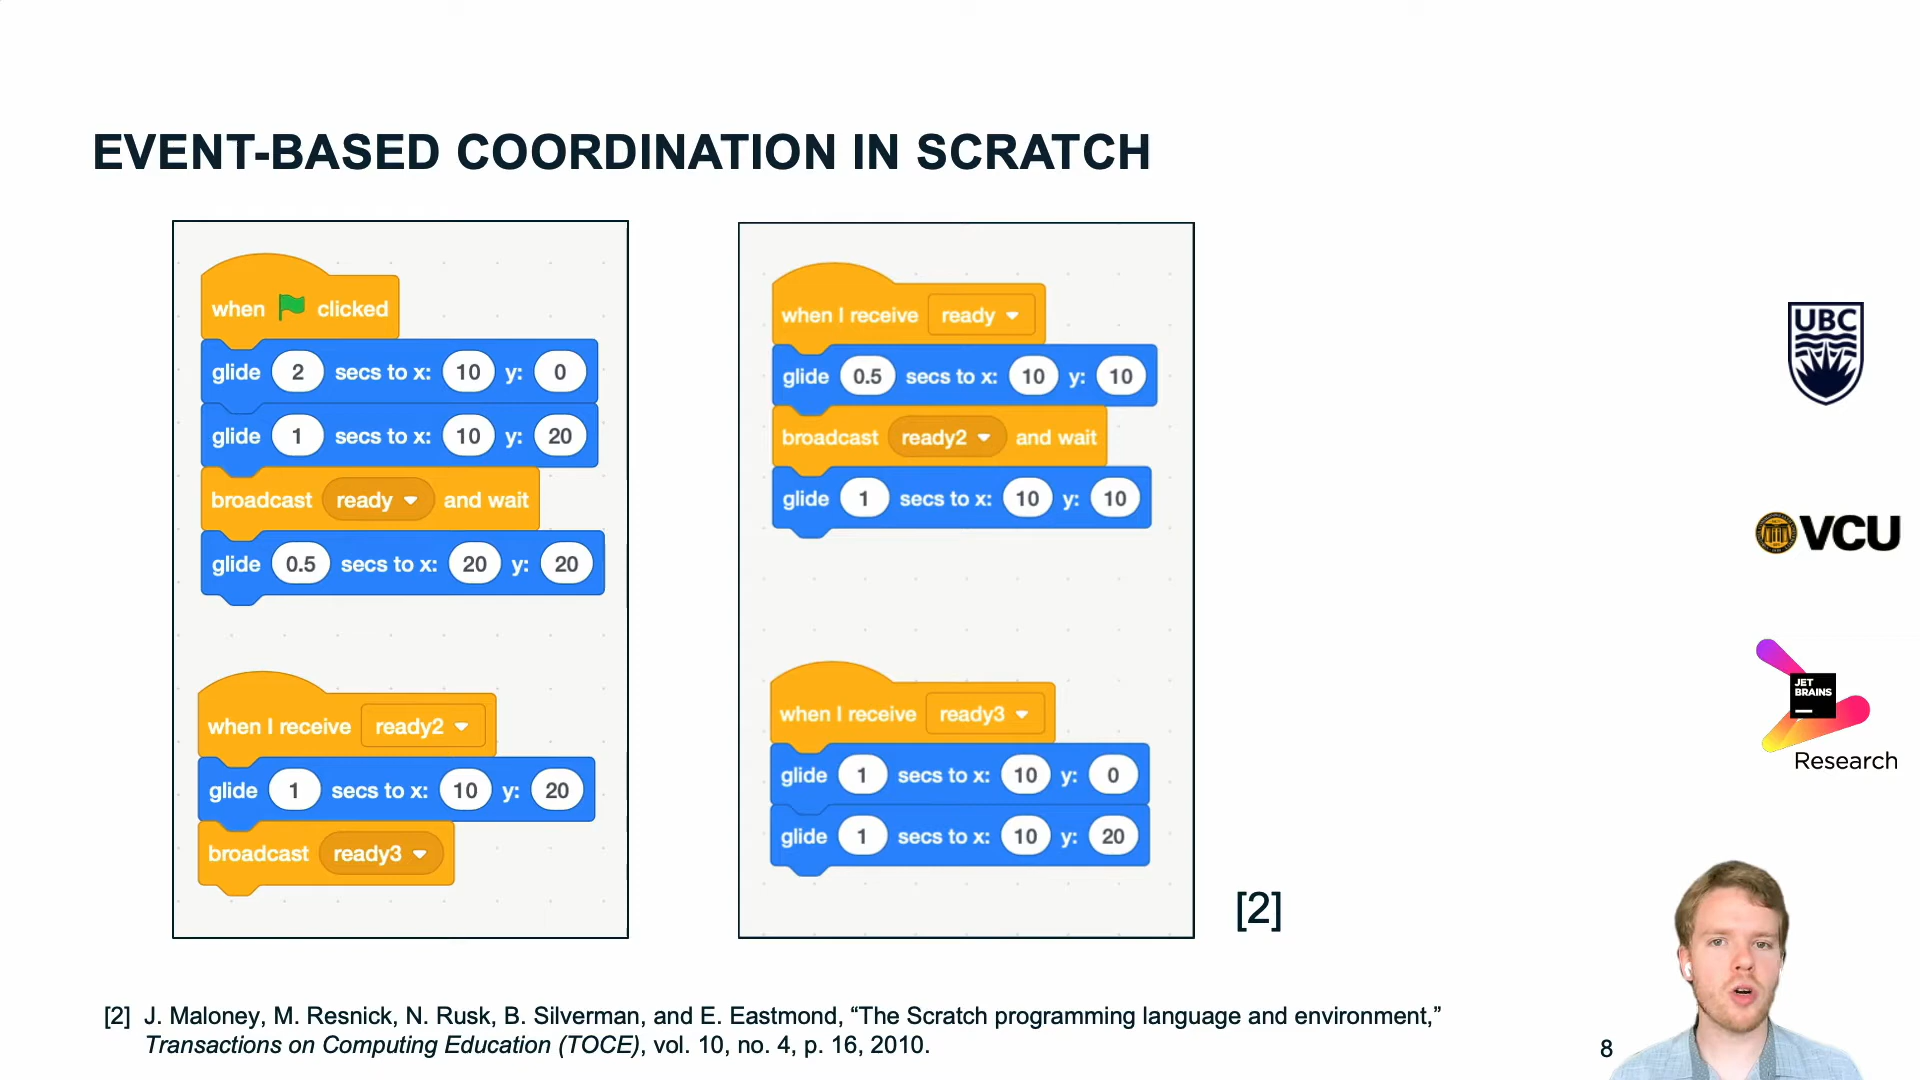 EVENT-BASED COORDINATION IN SCRATCH
when clicked
glide 2 secs to x: 10 y: 0
glide 1 secs to x: 10 y: 20
broadcast ready and wait
glide 0.5 secs to x: 20 y: 20
when I receive ready2
glide 1 secs to x: 10 y: 20
broadcast ready3
when I receive ready
glide 0.5 secs to x: 10 y: 10
broadcast ready2 and wait
glide 1 secs to x: 10 y: 10
when I receive ready3
glide 1 secs to x: 10 y: 0
glide 1 secs to x: 10 y: 20
[2]
UBC
VCU
JET
BRAINS
Research
[2] J. Maloney, M. Resnick, N. Rusk, B. Silverman, and E. Eastmond, “The Scratch programming language and environment,”
Transactions on Computing Education (TOCE), vol. 10, no. 4, p. 16, 2010.
8